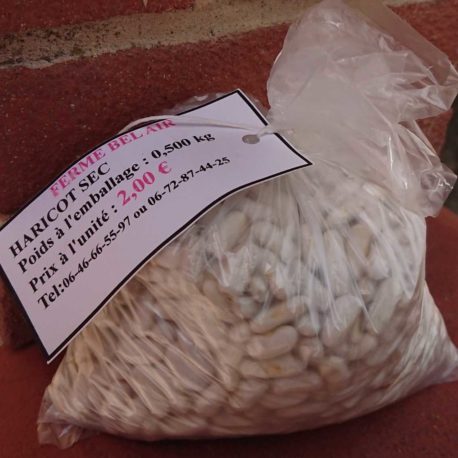 FERME BEL AIR
HARICOT SEC
Poids à l'emballage : 0,500 kg
Prix à l'unité : 2,00 €
Tel:06-46-66-55-97 ou 06-72-87-44-25